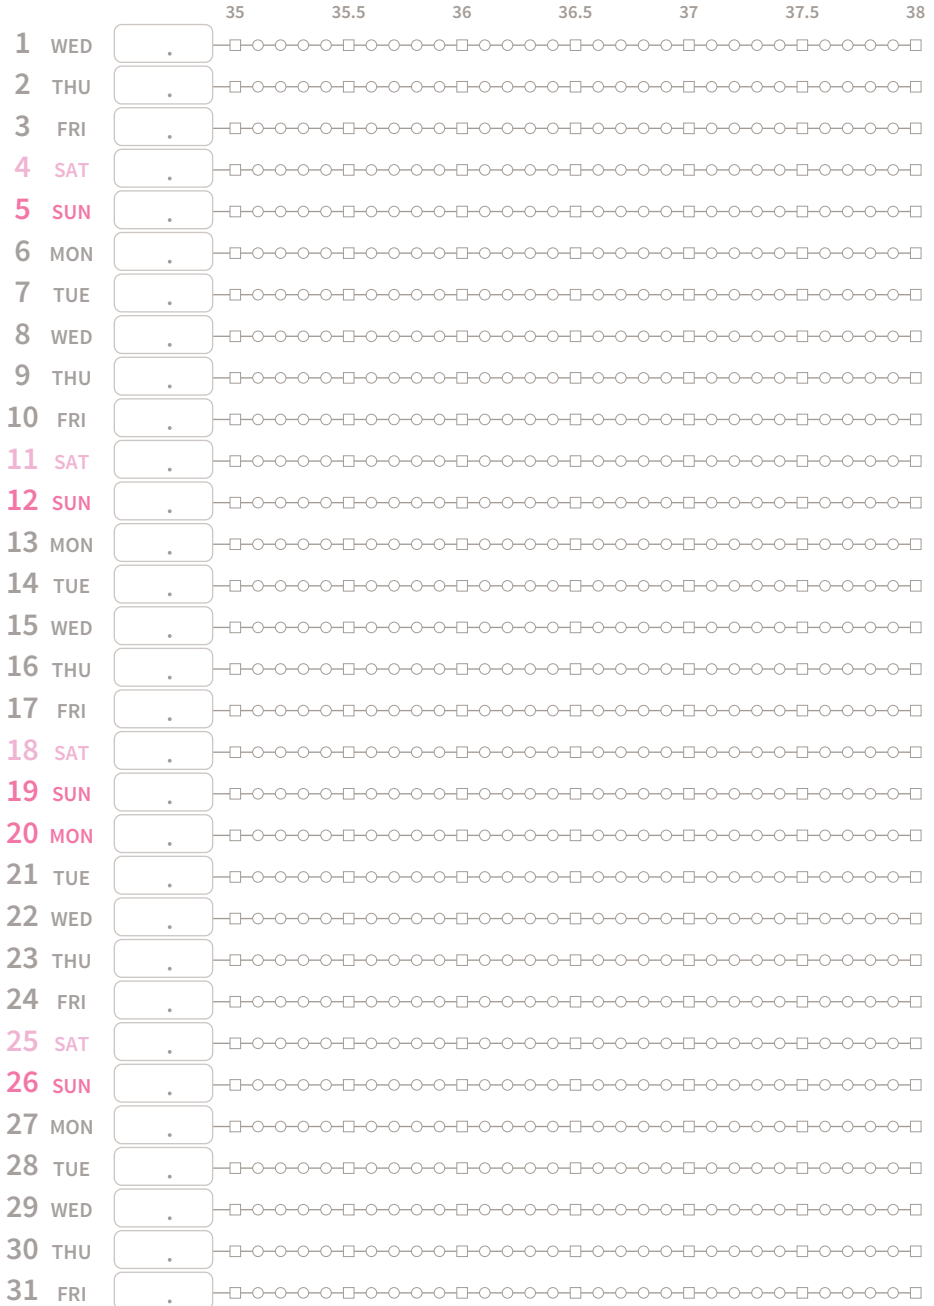 35 35.5 36 36.5 37 37.5 38
1 WED .
2 THU .
3 FRI .
4 SAT .
5 SUN .
6 MON .
7 TUE .
8 WED .
9 THU .
10 FRI .
11 SAT .
12 SUN .
13 MON .
14 TUE .
15 WED .
16 THU .
17 FRI .
18 SAT .
19 SUN .
20 MON .
21 TUE .
22 WED .
23 THU .
24 FRI .
25 SAT .
26 SUN .
27 MON .
28 TUE .
29 WED .
30 THU .
31 FRI .